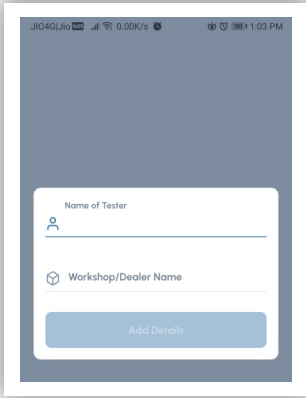 JIO4G|Jio 0.00K/s 1:03 PM
Name of Tester
Workshop/Dealer Name
Add Details